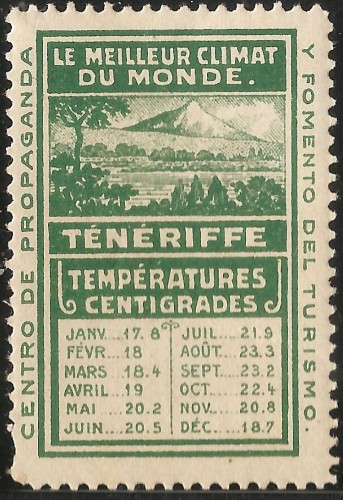 LE MEILLEUR CLIMAT
DU MONDE.
CENTRO DE PROPAGANDA
Y FOMENTO DEL TURISMO.
TÉNÉRIFFE
TEMPÉRATURES
CENTIGRADES
JANV....17.8
FÉVR....18
MARS....18.4
AVRIL....19
MAI....20.2
JUIN....20.5
JUIL....21.9
AOÛT....23.3
SEPT....23.2
OCT....22.4
NOV....20.8
DÉC....18.7